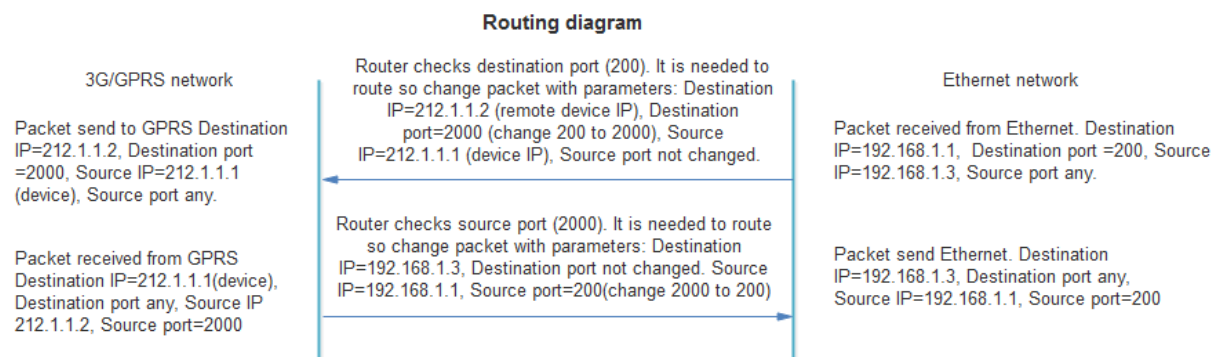 Routing diagram
3G/GPRS network
Router checks destination port (200). It is needed to
route so change packet with parameters: Destination
IP=212.1.1.2 (remote device IP), Destination
port=2000 (change 200 to 2000), Source
IP=212.1.1.1 (device IP), Source port not changed.
Ethernet network
Packet send to GPRS Destination
IP=212.1.1.2, Destination port
=2000, Source IP=212.1.1.1
(device), Source port any.
Packet received from Ethernet. Destination
IP=192.168.1.1,  Destination port =200, Source
IP=192.168.1.3, Source port any.
Router checks source port (2000). It is needed to route
so change packet with parameters: Destination
IP=192.168.1.3, Destination port not changed. Source
IP=192.168.1.1, Source port=200(change 2000 to 200)
Packet received from GPRS
Destination IP=212.1.1.1(device),
Destination port any, Source IP
212.1.1.2, Source port=2000
Packet send Ethernet. Destination
IP=192.168.1.3, Destination port any,
Source IP=192.168.1.1, Source port=200